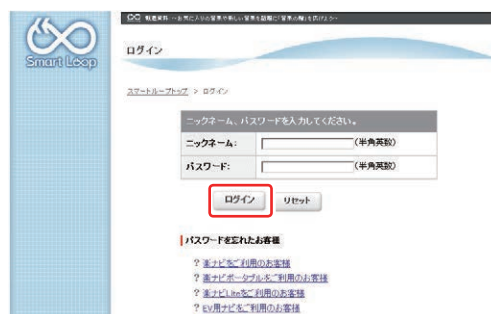 Smart Loop
ログイン
スマートループトップ > ログイン
ニックネーム、パスワードを入力してください。
ニックネーム: (半角英数)
パスワード: (半角英数)
ログイン リセット
パスワードを忘れたお客様
? 楽ナビをご利用のお客様
? 楽ナビポータブルをご利用のお客様
? 楽ナビLiteをご利用のお客様
? EV用ナビをご利用のお客様